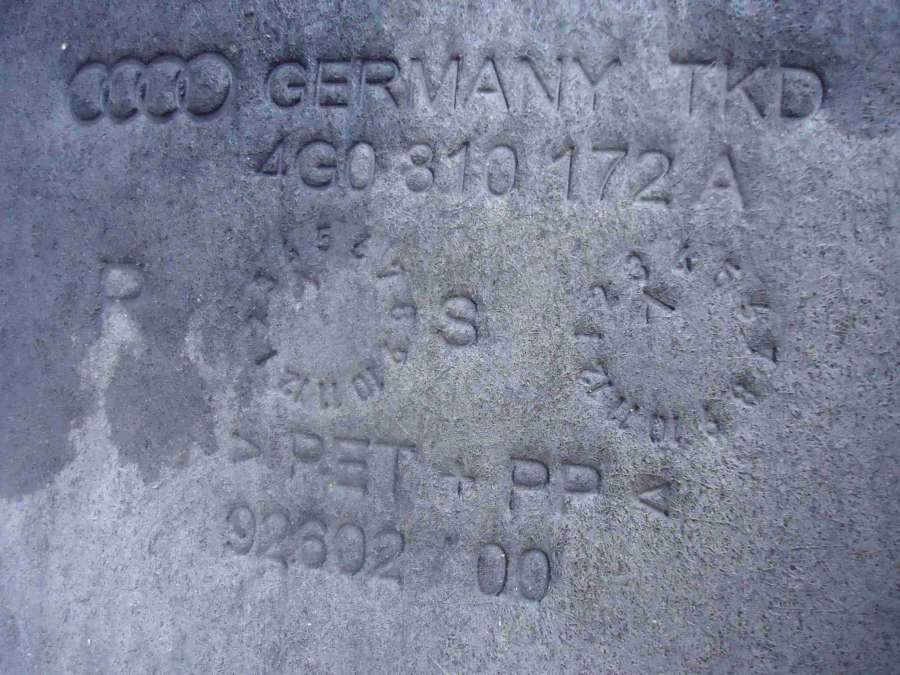 GERMANY TKD
4G0 810 172 A
S
> PET + PP <
92602 00